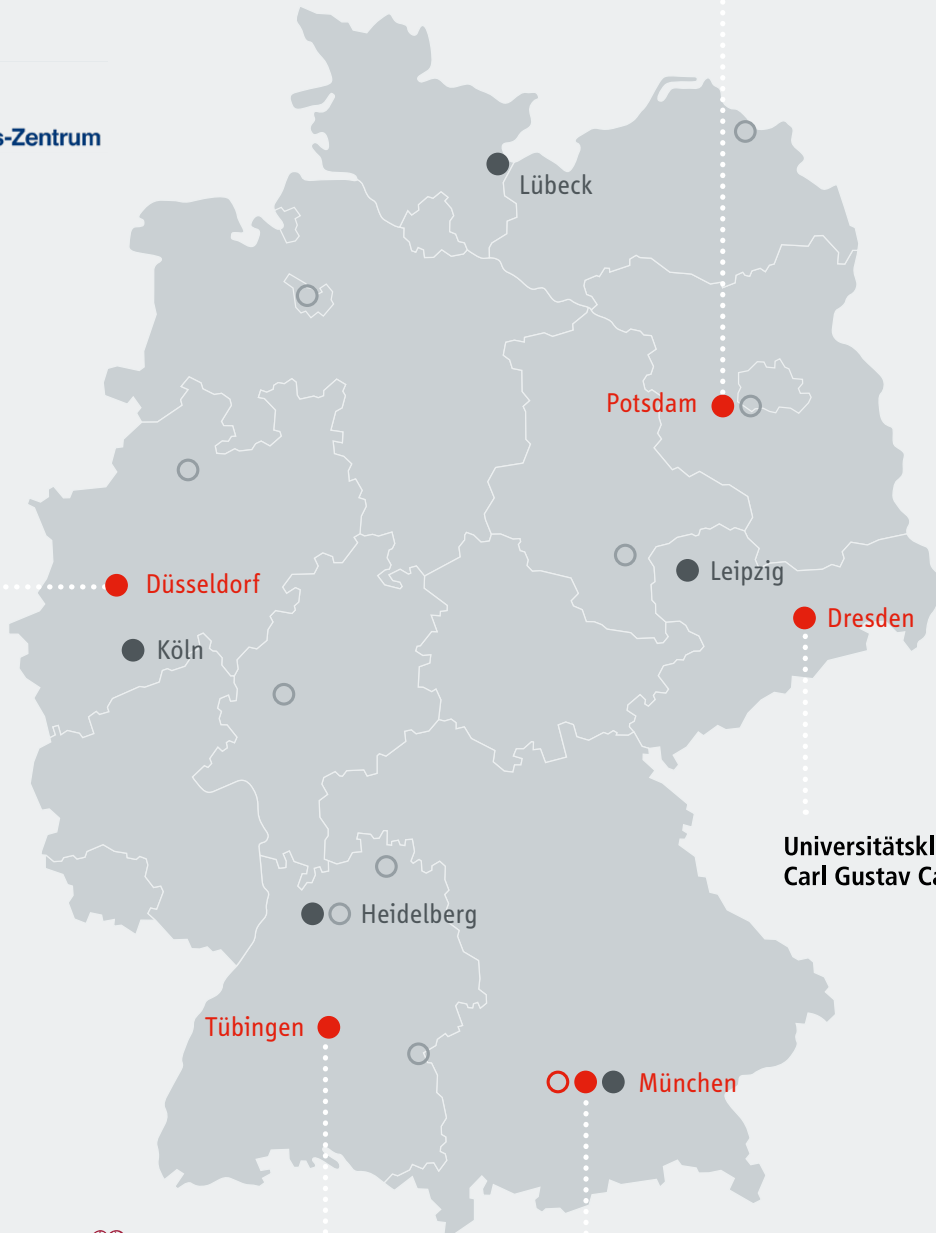 s-Zentrum
Lübeck
Potsdam
Düsseldorf
Leipzig
Köln
Dresden
Universitätskl
Carl Gustav Ca
Heidelberg
Tübingen
München